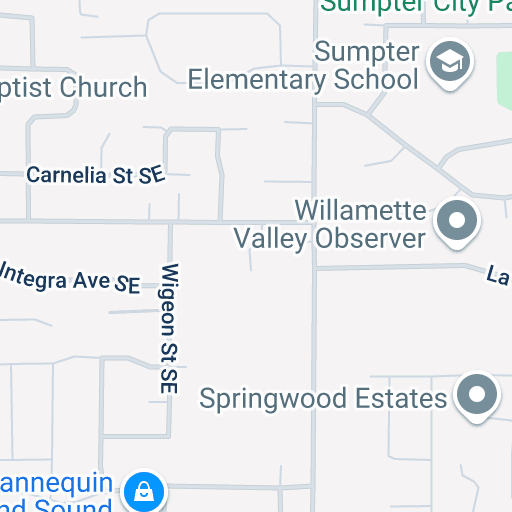 Sumpter City Pa
Sumpter
Elementary School
ptist Church
Carnelia St SE
Willamette
Valley Observer
Integra Ave SE
La
Wigeon St SE
Springwood Estates
annequin
nd Sound